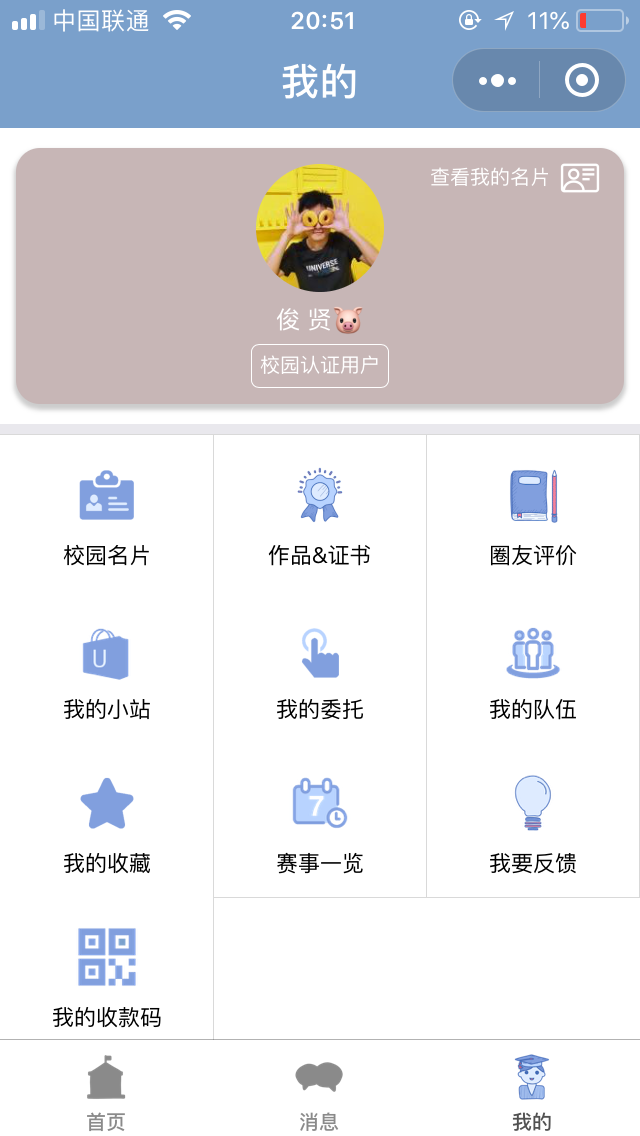 中国联通 20:51 11%
我的
查看我的名片
UNIVERSE
俊 贤🐷
校园认证用户
校园名片 作品&证书 圈友评价
U
我的小站 我的委托 我的队伍
7
我的收藏 赛事一览 我要反馈
我的收款码
首页 消息 我的